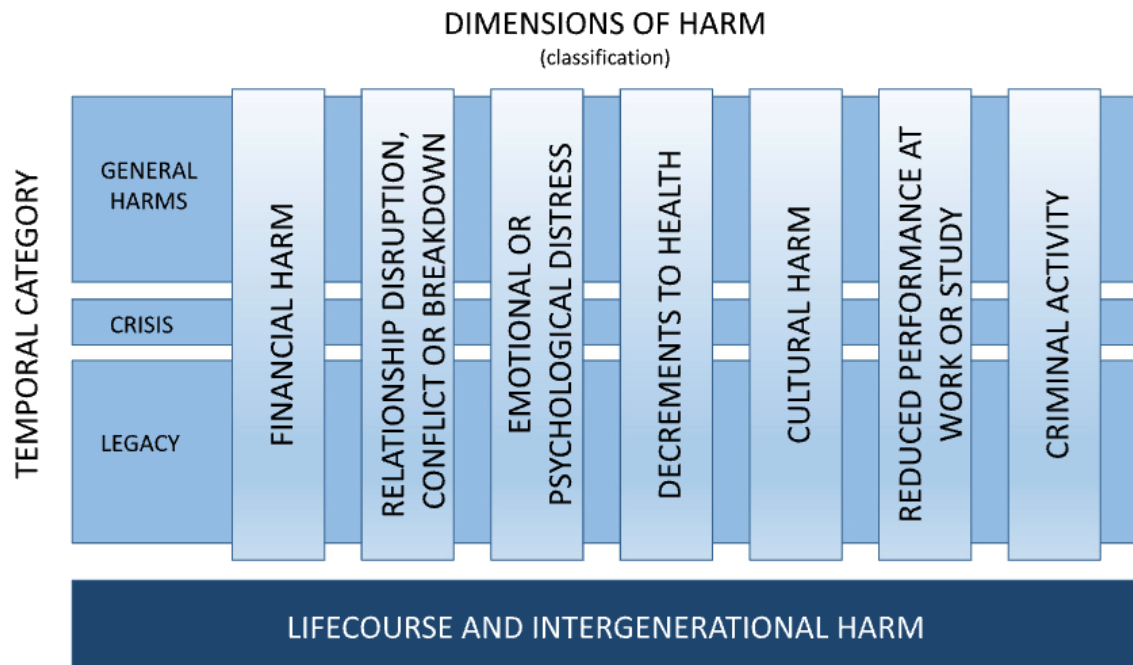 DIMENSIONS OF HARM
(classification)
TEMPORAL CATEGORY
GENERAL
HARMS
CRISIS
LEGACY
FINANCIAL HARM
RELATIONSHIP DISRUPTION,
CONFLICT OR BREAKDOWN
EMOTIONAL OR
PSYCHOLOGICAL DISTRESS
DECREMENTS TO HEALTH
CULTURAL HARM
REDUCED PERFORMANCE AT
WORK OR STUDY
CRIMINAL ACTIVITY
LIFECOURSE AND INTERGENERATIONAL HARM